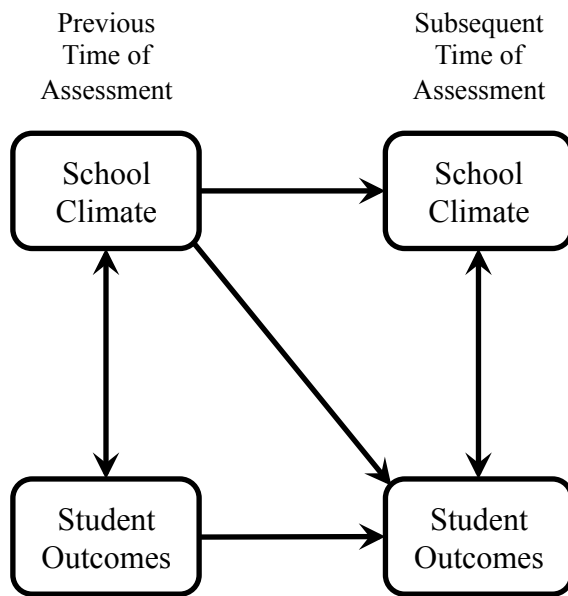 Previous
Time of
Assessment
Subsequent
Time of
Assessment
School
Climate
School
Climate
Student
Outcomes
Student
Outcomes